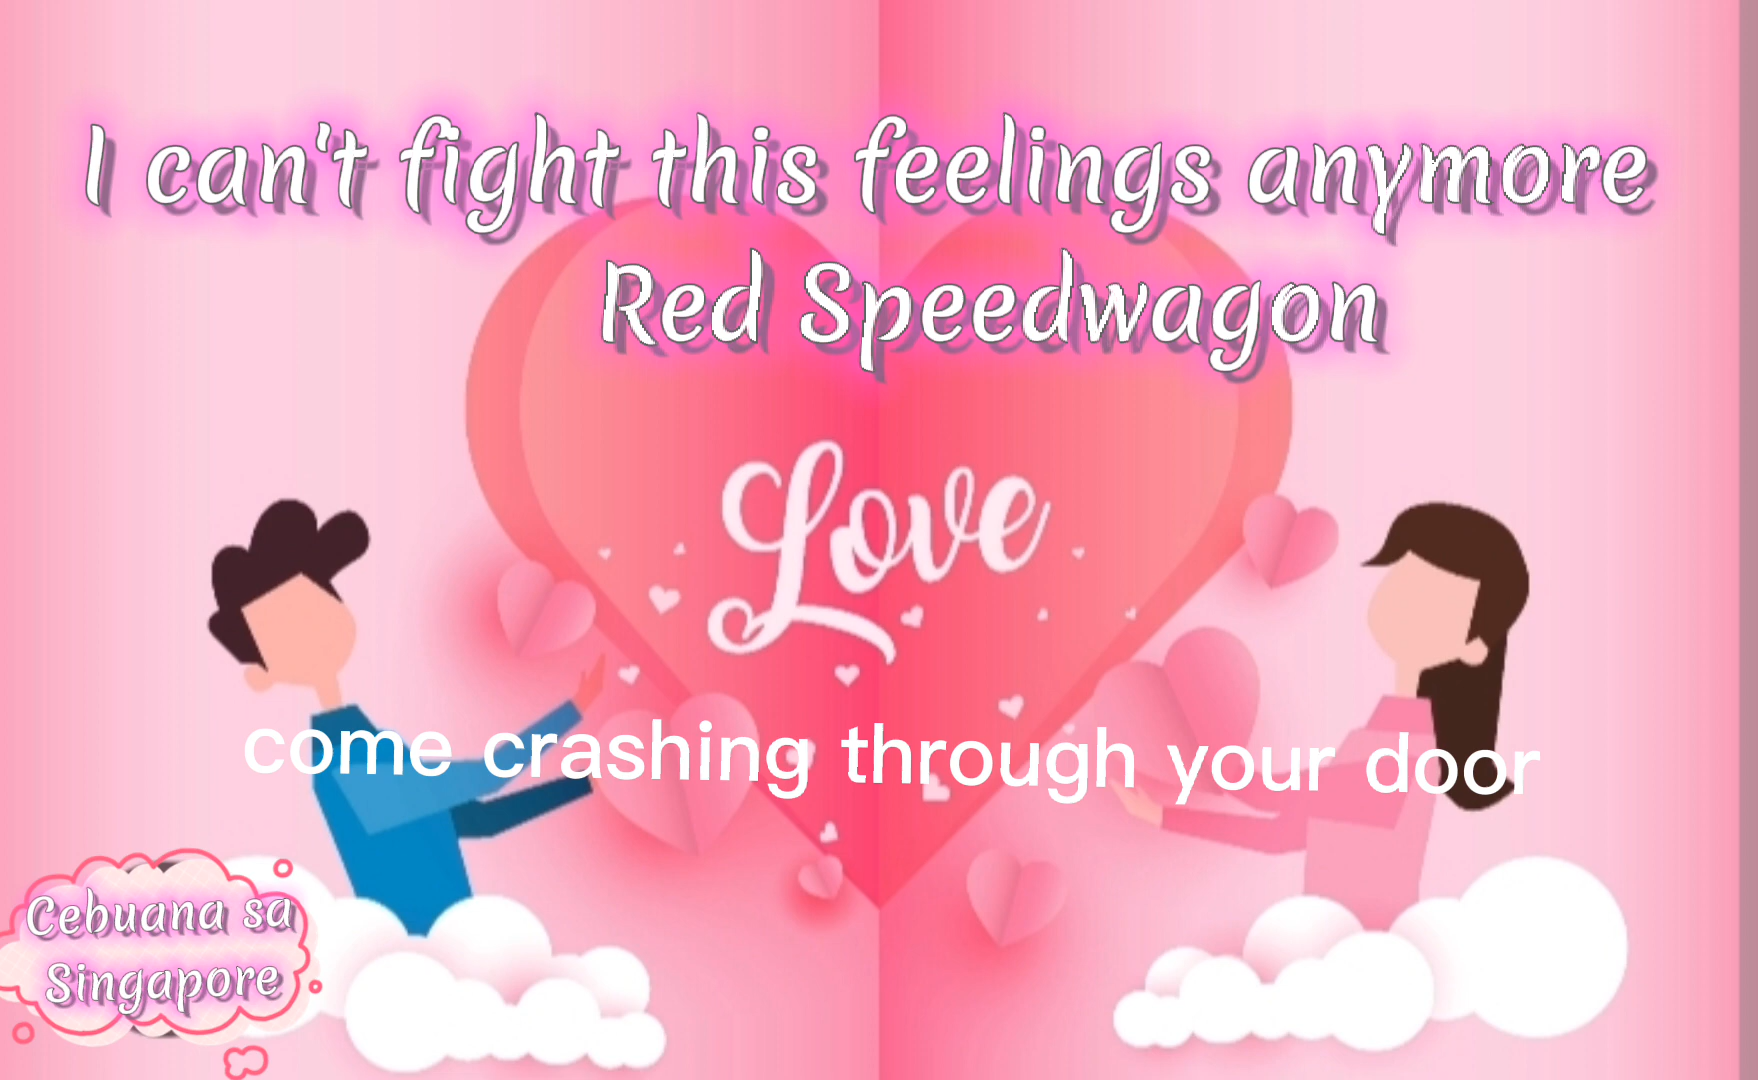 I can't fight this feelings anymore
Red Speedwagon
Love
come crashing through your door
Cebuana sa
Singapore